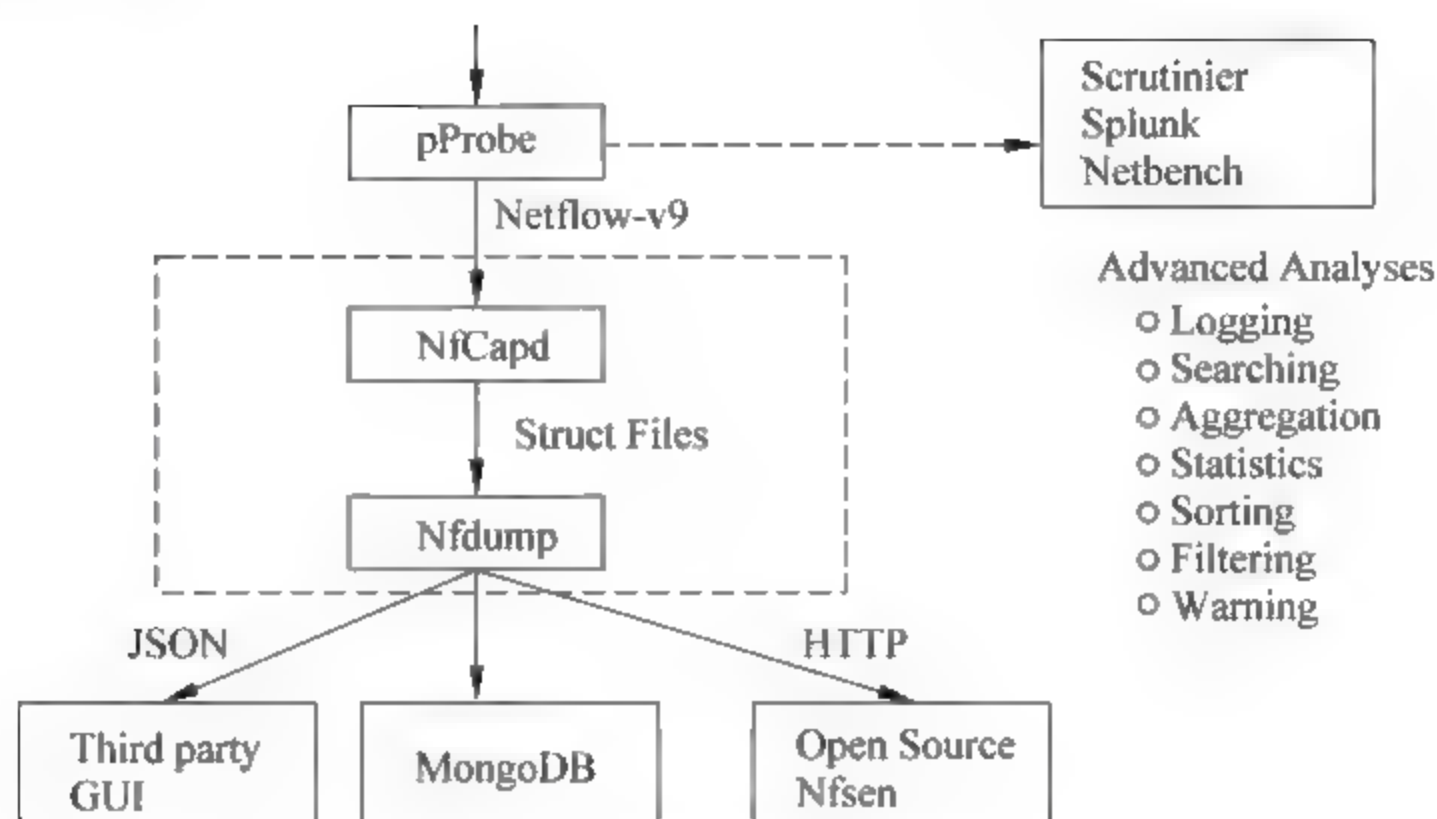 pProbe
Scrutinier
Splunk
Netbench
Netflow-v9
NfCapd
Struct Files
Nfdump
Advanced Analyses
Logging
Searching
Aggregation
Statistics
Sorting
Filtering
Warning
JSON
HTTP
Third party
GUI
MongoDB
Open Source
Nfsen